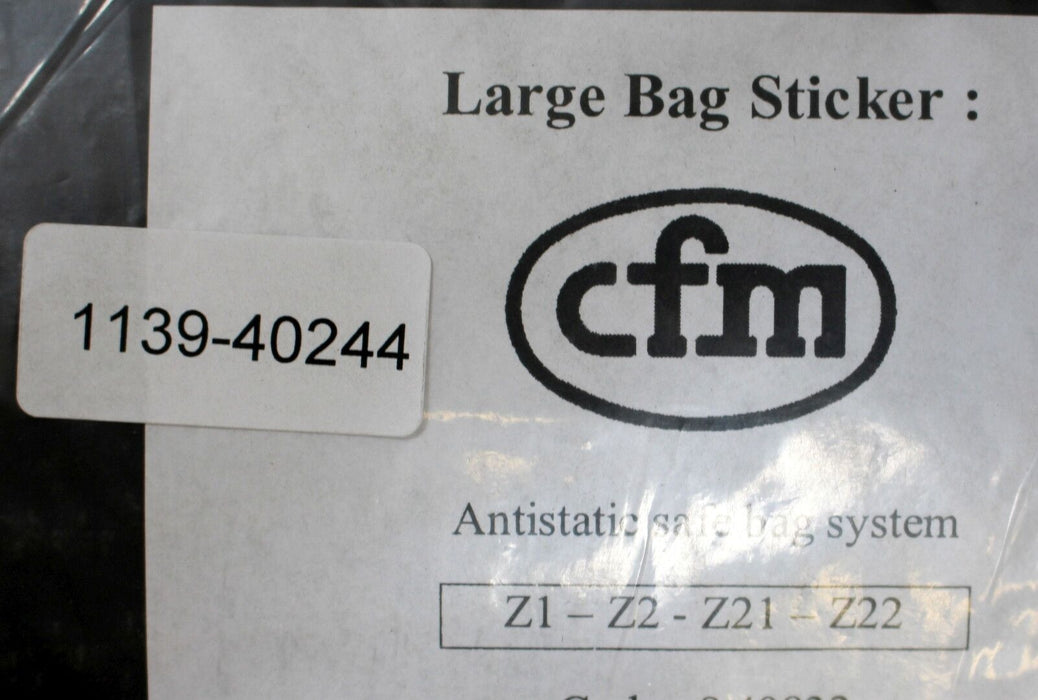 Large Bag Sticker :
cfm
1139-40244
Antistatic safe bag system
Z1 – Z2 - Z21 – Z22